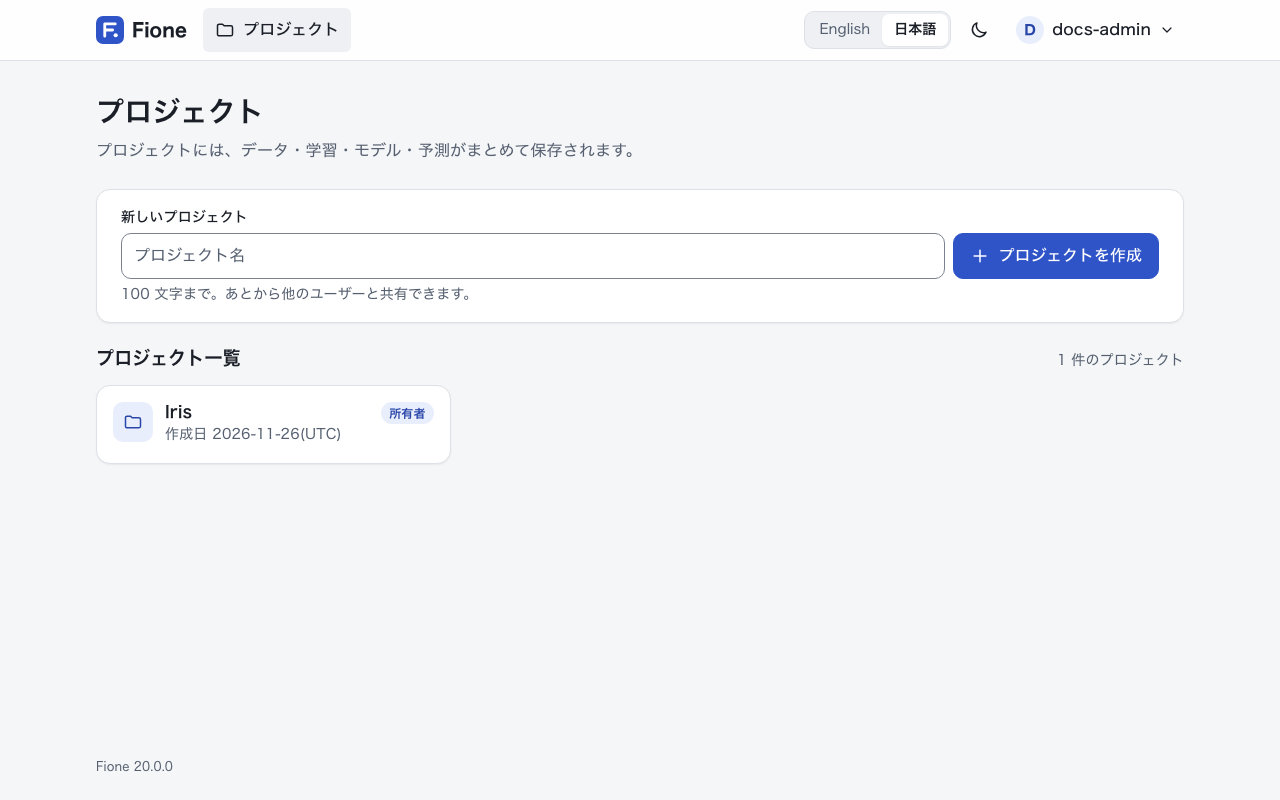 Fione
プロジェクト
English
日本語
D
docs-admin
プロジェクト
プロジェクトには、データ・学習・モデル・予測がまとめて保存されます。
新しいプロジェクト
プロジェクト名
プロジェクトを作成
100 文字まで。あとから他のユーザーと共有できます。
プロジェクト一覧
1 件のプロジェクト
Iris
所有者
作成日 2026-11-26(UTC)
Fione 20.0.0